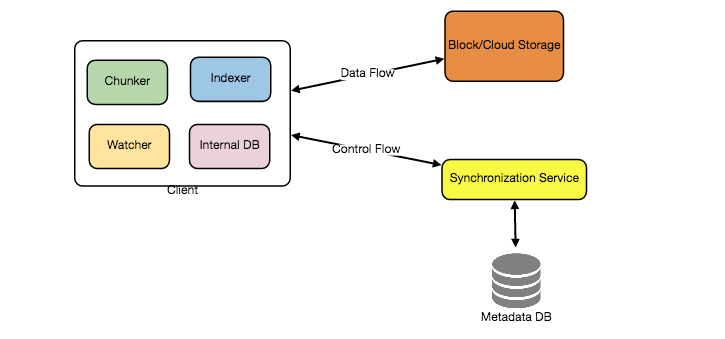 Block/Cloud Storage
Data Flow
Chunker
Indexer
Watcher
Internal DB
Client
Control Flow
Synchronization Service
Metadata DB